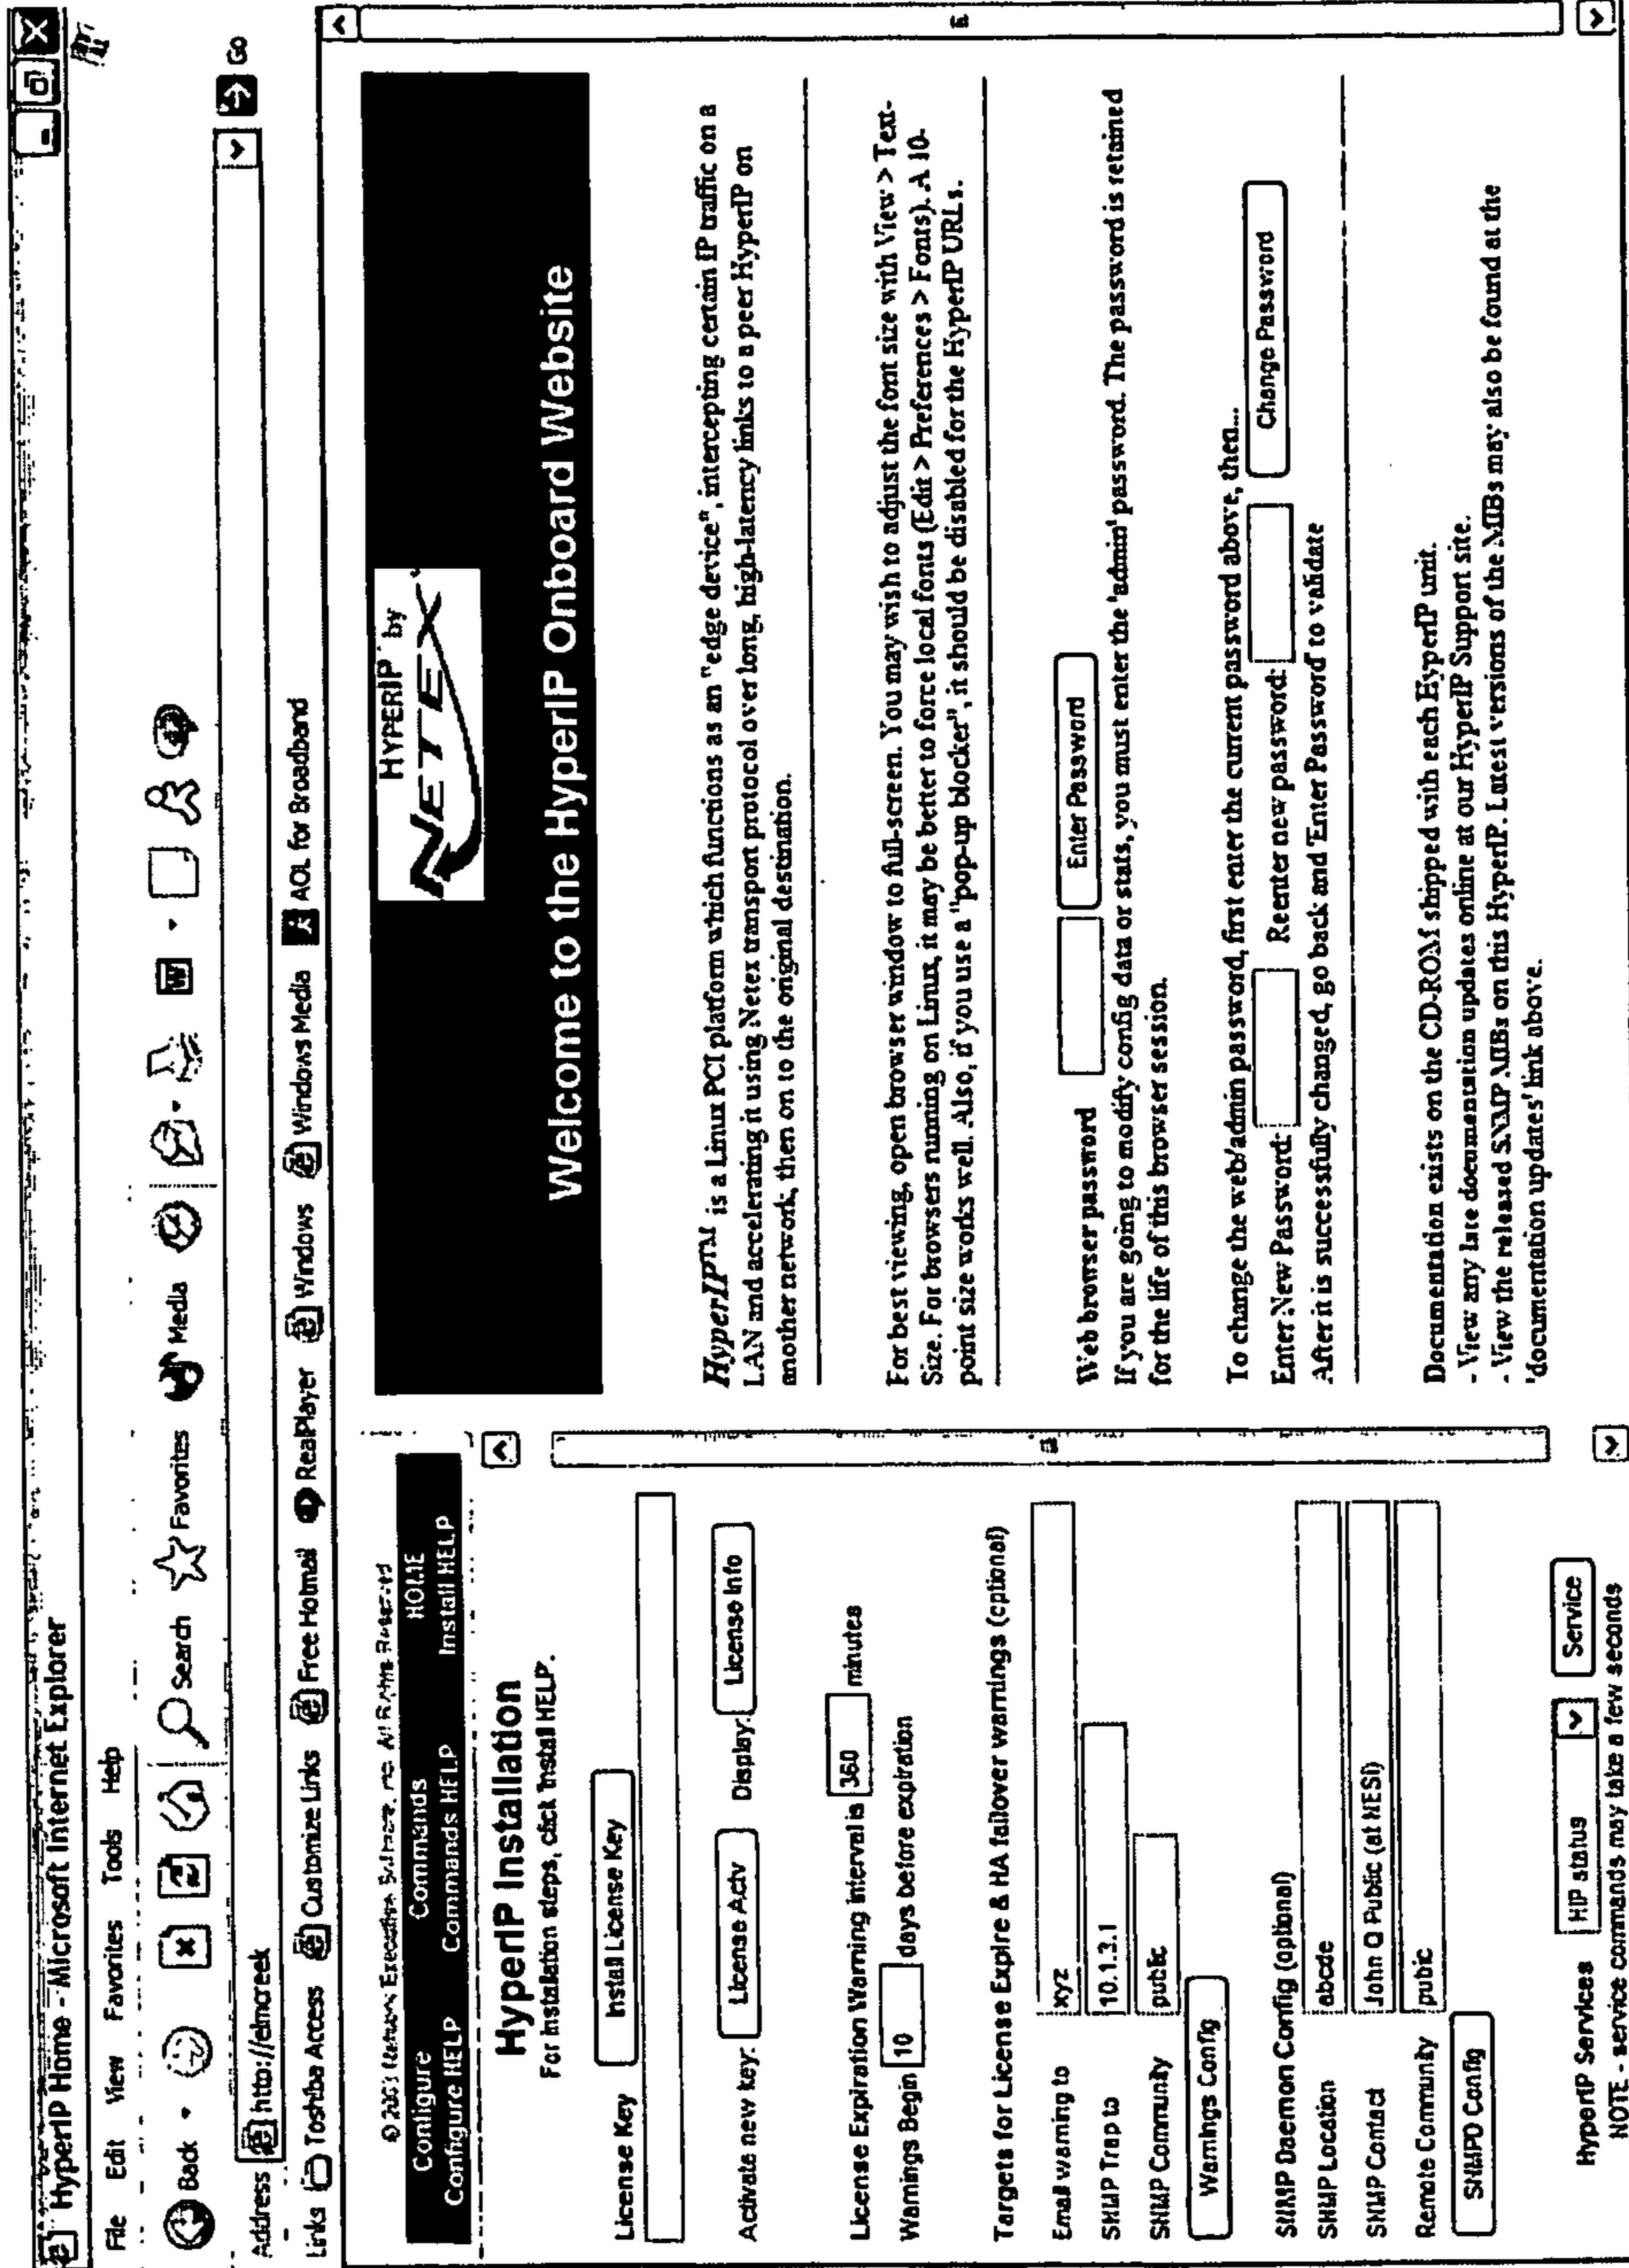 HyperIP Home - Microsoft Internet Explorer
File Edit View Favorites Tools Help
Back Search Favorites Media
Address http://elmcreek Go
Links Toshiba Access Customize Links Free Hotmail RealPlayer Windows Windows Media AOL for Broadband
© 2003 Network Execution Software, Inc. All Rights Reserved
Configure Commands HOME
Configure HELP Commands HELP Install HELP
HyperIP Installation
For installation steps, click Install HELP.
License Key Install License Key
Activate new key: License Actv Display: License Info
License Expiration Warning interval is 360 minutes
Warnings Begin 10 days before expiration
Targets for License Expire & HA failover warnings (optional)
Email warning to xyz
SNMP Trap to 10.1.3.1
SNMP Community public
Warnings Config
SNMP Daemon Config (optional)
SNMP Location abcde
SNMP Contact John Q Public (at NESI)
Remote Community public
SNMPD Config
HyperIP Services HIP status Service
NOTE - service commands may take a few seconds
HYPERIP by
NETEX
Welcome to the HyperIP Onboard Website
HyperIP™ is a Linux PCI platform which functions as an "edge device", intercepting certain IP traffic on a
LAN and accelerating it using Netex transport protocol over long, high-latency links to a peer HyperIP on
another network, then on to the original destination.
For best viewing, open browser window to full-screen. You may wish to adjust the font size with View > Text-
Size. For browsers running on Linux, it may be better to force local fonts (Edit > Preferences > Fonts). A 10-
point size works well. Also, if you use a "pop-up blocker", it should be disabled for the HyperIP URLs.
Web browser password Enter Password
If you are going to modify config data or stats, you must enter the 'admin' password. The password is retained
for the life of this browser session.
To change the web/admin password, first enter the current password above, then...
Enter New Password: Reenter new password: Change Password
After it is successfully changed, go back and 'Enter Password' to validate
Documentation exists on the CD-ROM shipped with each HyperIP unit.
- View any late documentation updates online at our HyperIP Support site.
- View the released SNMP MIBs on this HyperIP. Latest versions of the MIBs may also be found at the
'documentation updates' link above.